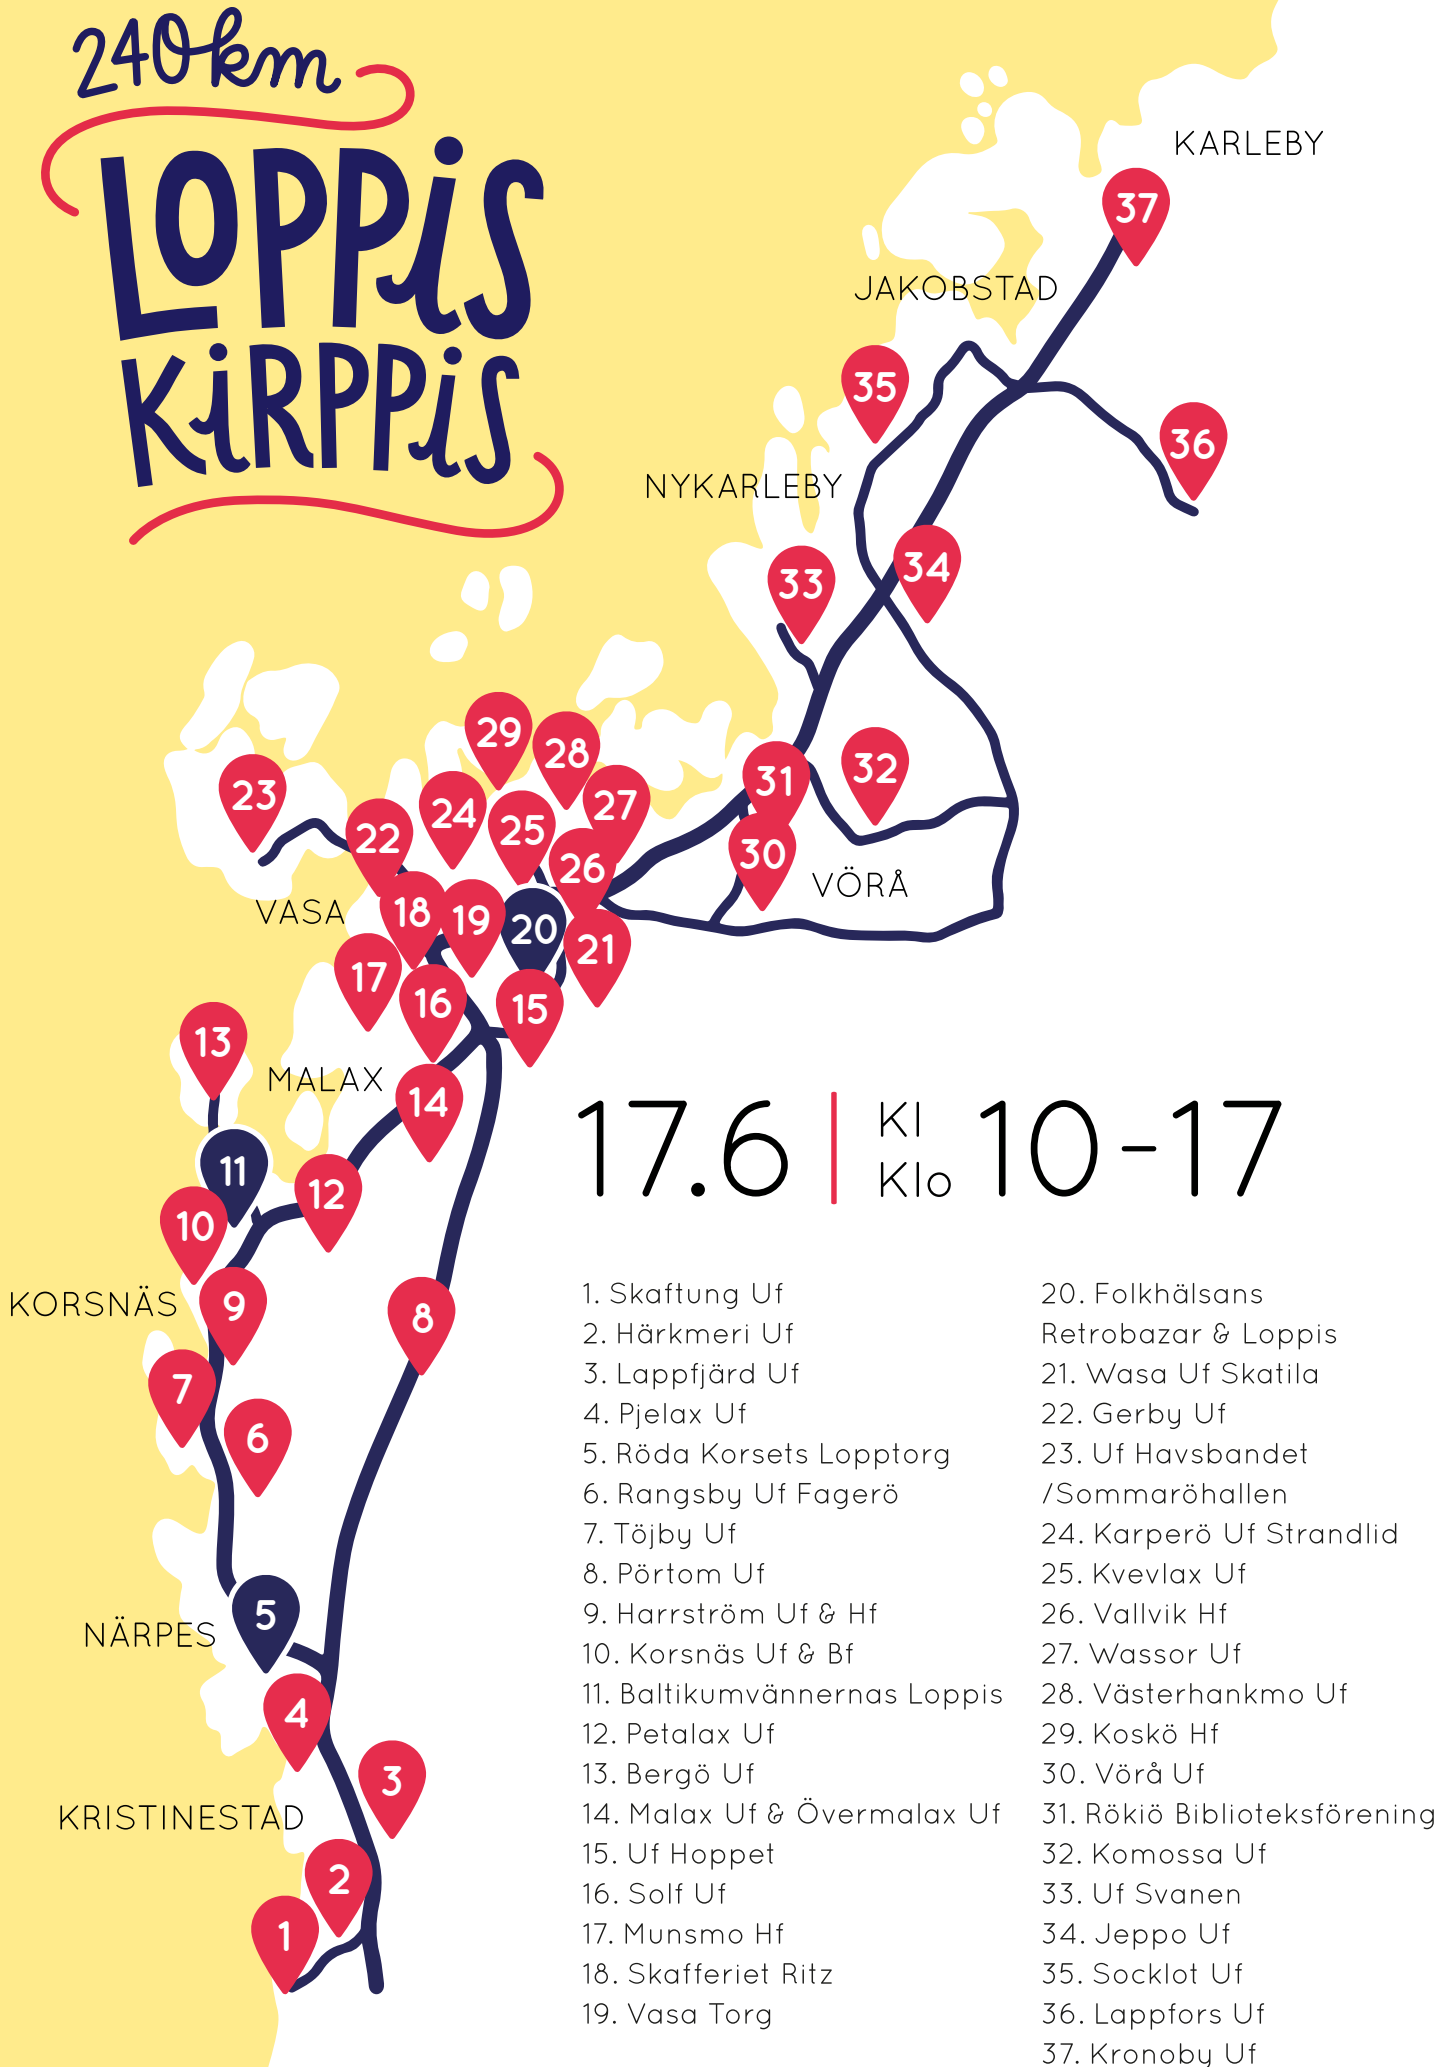 240km
LOPPIS
KIRPPIS
KARLEBY
37
JAKOBSTAD
35
36
NYKARLEBY
34
33
29
28
31
32
23
27
24
25
22
26
30
VÖRÅ
VASA
18
19
20
21
17
16
15
13
MALAX
14
11
12
10
KORSNÄS
9
8
7
6
5
NÄRPES
4
3
KRISTINESTAD
2
1
17.6
Kl
Klo
10-17
1. Skaftung Uf
2. Härkmeri Uf
3. Lappfjärd Uf
4. Pjelax Uf
5. Röda Korsets Lopptorg
6. Rangsby Uf Fagerö
7. Töjby Uf
8. Pörtom Uf
9. Harrström Uf & Hf
10. Korsnäs Uf & Bf
11. Baltikumvännernas Loppis
12. Petalax Uf
13. Bergö Uf
14. Malax Uf & Övermalax Uf
15. Uf Hoppet
16. Solf Uf
17. Munsmo Hf
18. Skafferiet Ritz
19. Vasa Torg
20. Folkhälsans
Retrobazar & Loppis
21. Wasa Uf Skatila
22. Gerby Uf
23. Uf Havsbandet
/Sommaröhallen
24. Karperö Uf Strandlid
25. Kvevlax Uf
26. Vallvik Hf
27. Wassor Uf
28. Västerhankmo Uf
29. Koskö Hf
30. Vörå Uf
31. Rökiö Biblioteksförening
32. Komossa Uf
33. Uf Svanen
34. Jeppo Uf
35. Socklot Uf
36. Lappfors Uf
37. Kronoby Uf